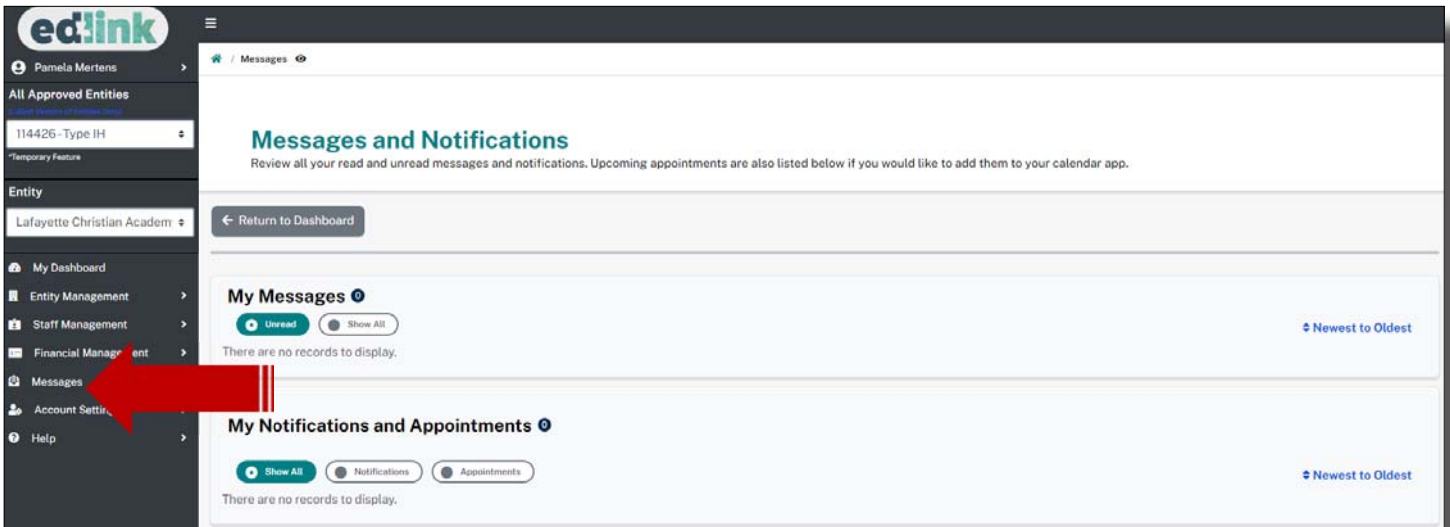 ed:link
Pamela Mertens
All Approved Entities
114426 - Type IH
*Temporary Feature
Entity
Lafayette Christian Academ
My Dashboard
Entity Management
Staff Management
Financial Management
Messages
Account Settin
Help
/ Messages
Messages and Notifications
Review all your read and unread messages and notifications. Upcoming appointments are also listed below if you would like to add them to your calendar app.
← Return to Dashboard
My Messages 0
Unread Show All
Newest to Oldest
There are no records to display.
My Notifications and Appointments 0
Show All Notifications Appointments
Newest to Oldest
There are no records to display.